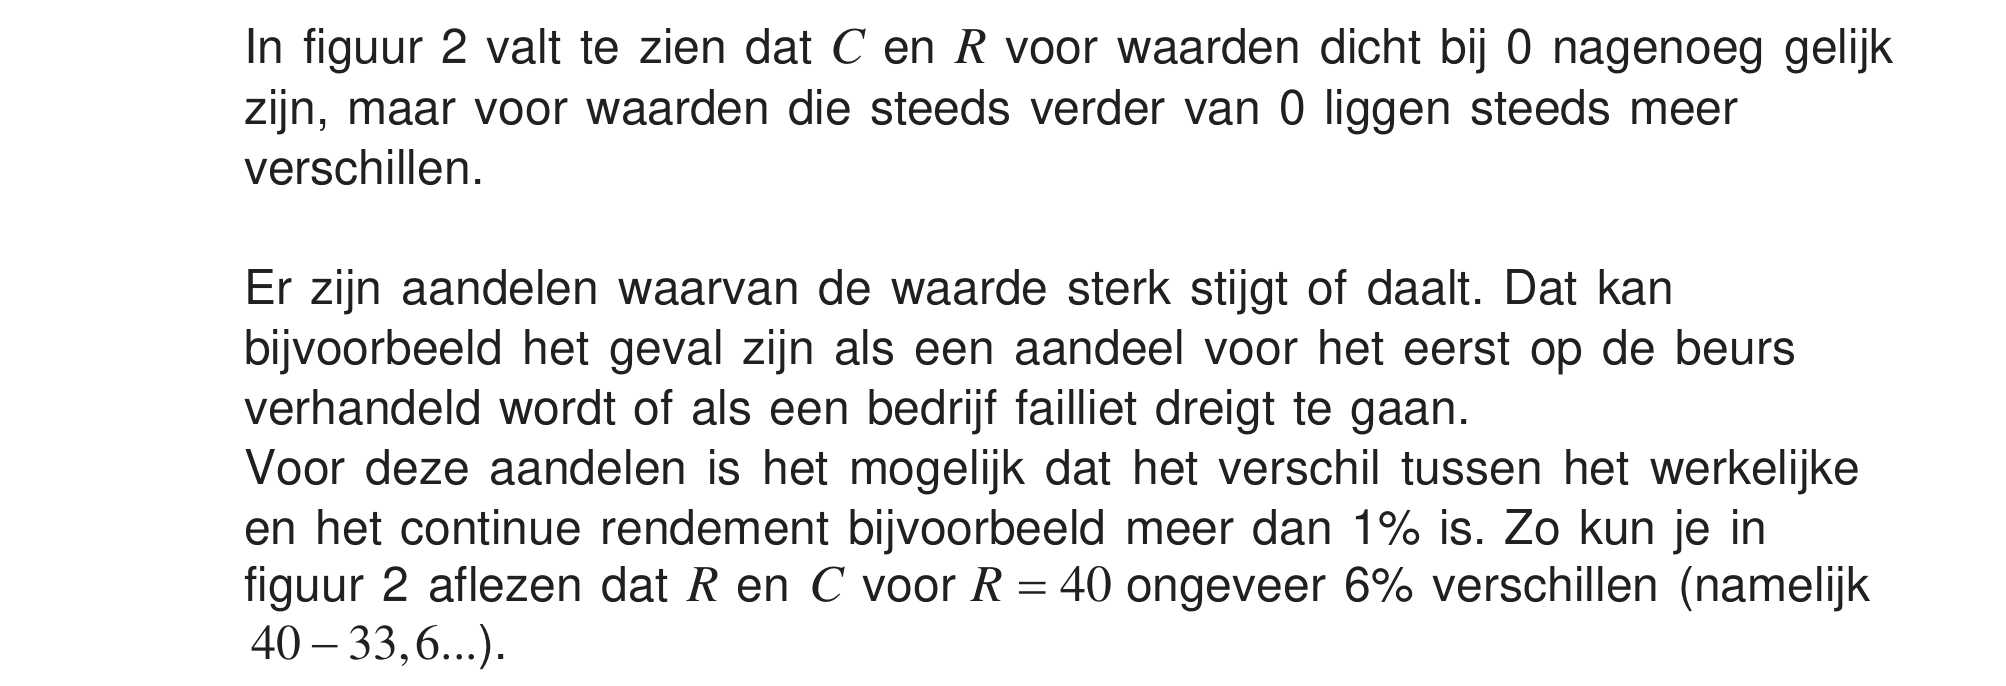 In figuur 2 valt te zien dat C en R voor waarden dicht bij 0 nagenoeg gelijk
zijn, maar voor waarden die steeds verder van 0 liggen steeds meer
verschillen.
Er zijn aandelen waarvan de waarde sterk stijgt of daalt. Dat kan
bijvoorbeeld het geval zijn als een aandeel voor het eerst op de beurs
verhandeld wordt of als een bedrijf failliet dreigt te gaan.
Voor deze aandelen is het mogelijk dat het verschil tussen het werkelijke
en het continue rendement bijvoorbeeld meer dan 1% is. Zo kun je in
figuur 2 aflezen dat R en C voor R = 40 ongeveer 6% verschillen (namelijk
40 – 33,6...).